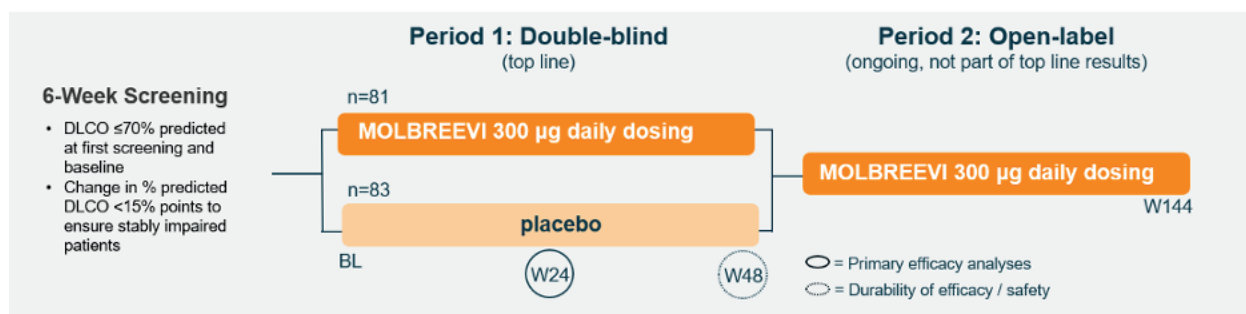 Period 1: Double-blind
(top line)
Period 2: Open-label
(ongoing, not part of top line results)
6-Week Screening
• DLCO ≤70% predicted
at first screening and
baseline
• Change in % predicted
DLCO <15% points to
ensure stably impaired
patients
n=81
MOLBREEVI 300 µg daily dosing
n=83
placebo
BL
W24
W48
MOLBREEVI 300 µg daily dosing
W144
= Primary efficacy analyses
= Durability of efficacy / safety